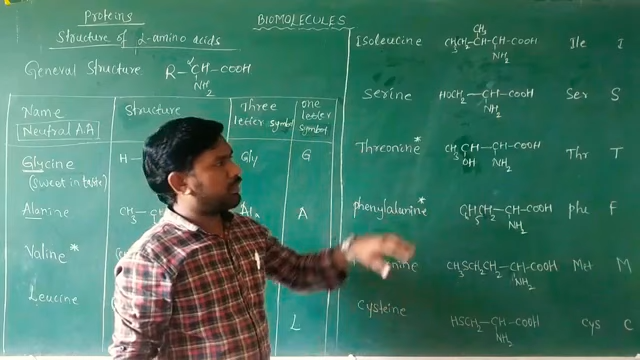 Proteins
BIOMOLECULES
Structure of α-amino acids
General Structure R-CH-COOH
NH2
Name Structure Three letter symbol one letter symbol
Neutral AA
Glycine H- Gly G
(sweet in taste)
Alanine CH3-CH Ala A
Valine*
Leucine L
Isoleucine CH3CH2-CH-CH-COOH Ile I
CH3
NH2
Serine HOCH2-CH-COOH Ser S
NH2
Threonine* CH3CH-CH-COOH Thr T
OH NH2
phenylalanine* C6H5CH2-CH-COOH phe F
NH2
CH3SCH2CH2-CH-COOH Met M
NH2
Cysteine HSCH2-CH-COOH Cys C
NH2